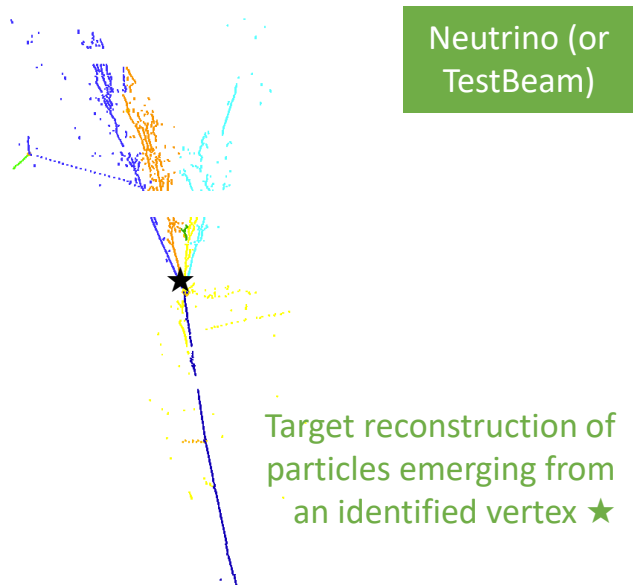 Neutrino (or
TestBeam)
Target reconstruction of
particles emerging from
an identified vertex ★